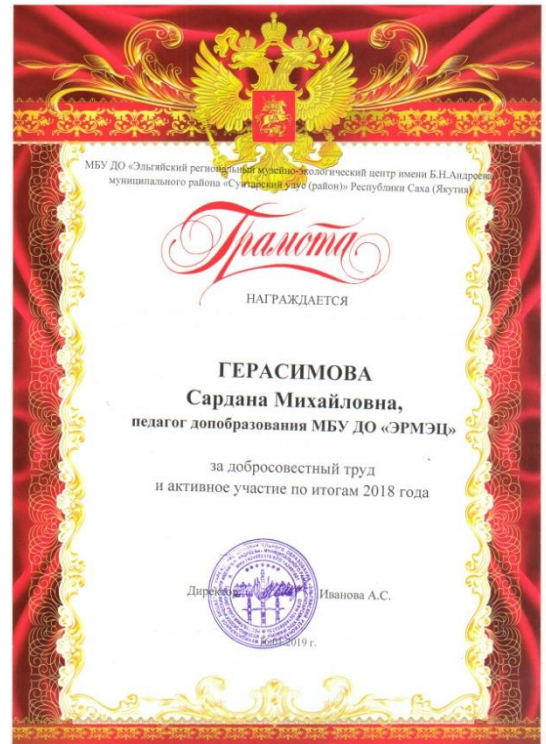 МБУ ДО «Эльгяйский региональный музейно-экологический центр имени Б.Н.Андреева
муниципального района «Сунтарский улус (район)» Республики Саха (Якутия)
Грамота
НАГРАЖДАЕТСЯ
ГЕРАСИМОВА
Сардана Михайловна,
педагог допобразования МБУ ДО «ЭРМЭЦ»
за добросовестный труд
и активное участие по итогам 2018 года
Директор Иванова А.С.
2019 г.